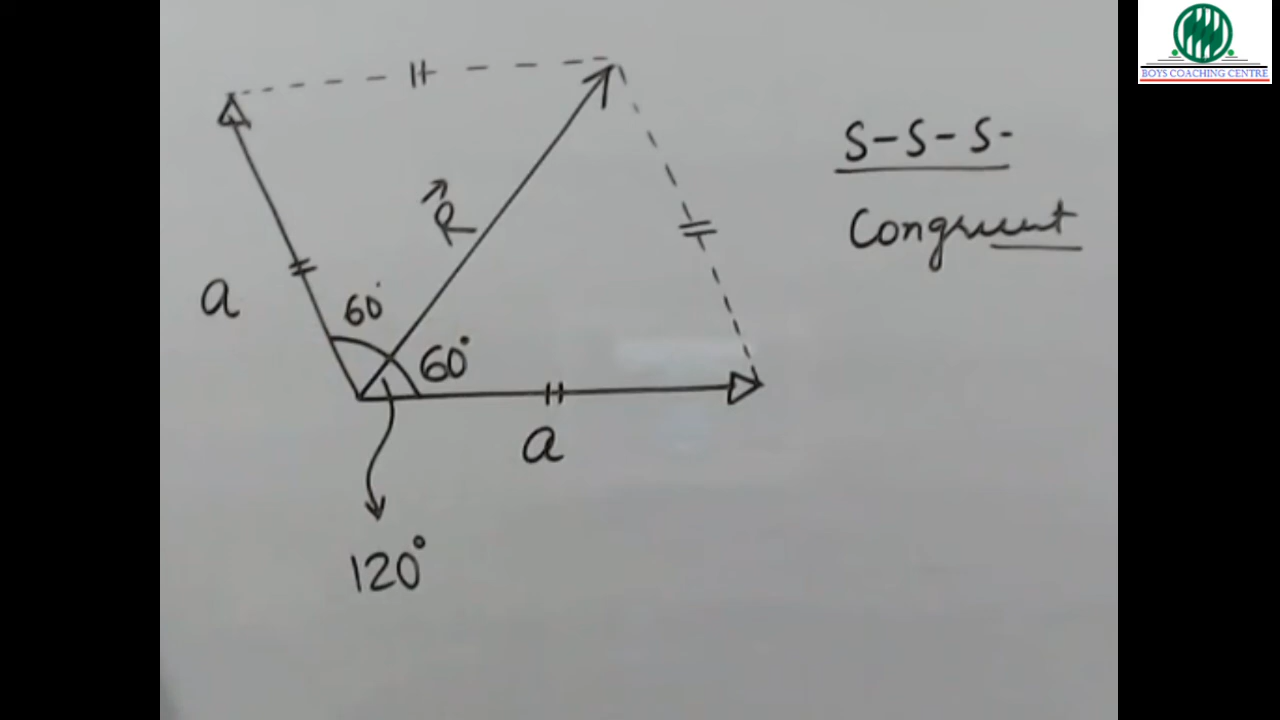 BOYS COACHING CENTRE
S-S-S-
Congruent
R
a
60°
60°
a
120°